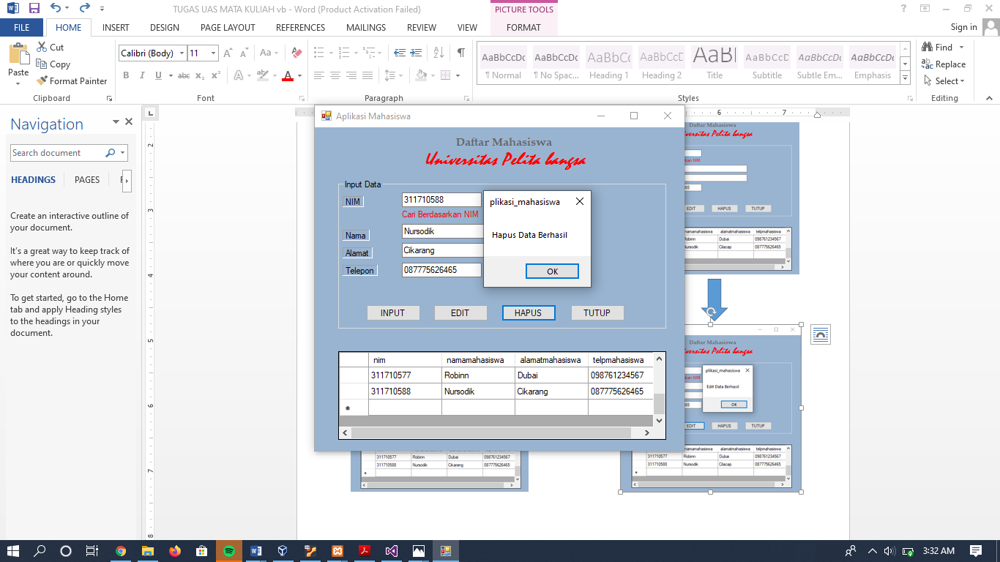 TUGAS UAS MATA KULIAH vb - Word (Product Activation Failed)
PICTURE TOOLS
FILE HOME INSERT DESIGN PAGE LAYOUT REFERENCES MAILINGS REVIEW VIEW FORMAT Sign in
Paste
Cut
Copy
Format Painter
Clipboard
Calibri (Body) 11
Font
Paragraph
AaBbCcDc AaBbCcDc AaBbCc AaBbCcD AaBl AaBbCcD AaBbCcDc AaBbCcDc
¶ Normal ¶ No Spac... Heading 1 Heading 2 Title Subtitle Subtle Em... Emphasis
Styles
Find
Replace
Select
Editing
Navigation
Search document
HEADINGS PAGES
Create an interactive outline of
your document.
It's a great way to keep track of
where you are or quickly move
your content around.
To get started, go to the Home
tab and apply Heading styles
to the headings in your
document.
6 7
2
3
4
5
6
7
8
Aplikasi Mahasiswa
Daftar Mahasiswa
Universitas Pelita bangsa
Input Data
NIM 311710588
Cari Berdasarkan NIM
Nama Nursodik
Alamat Cikarang
Telepon 087775626465
INPUT EDIT HAPUS TUTUP
nim namamahasiswa alamatmahasiswa telpmahasiswa
311710577 Robinn Dubai 098761234567
311710588 Nursodik Cikarang 087775626465
plikasi_mahasiswa
Hapus Data Berhasil
OK
Daftar Mahasiswa
EDIT HAPUS TUTUP
namamahasiswa alamatmahasiswa telpmahasiswa
Robinn Dubai 098761234567
Nursodik Cilacap 087775626465
Daftar Mahasiswa
plikasi_mahasiswa
Edit Data Berhasil
OK
EDIT HAPUS TUTUP
namamahasiswa alamatmahasiswa telpmahasiswa
311710577 Robinn Dubai 098761234567
311710588 Nursodik Cilacap 087775626465
311710577 Robinn Dubai 098761234567
311710588 Nursodik Cikarang 087775626465
3:32 AM